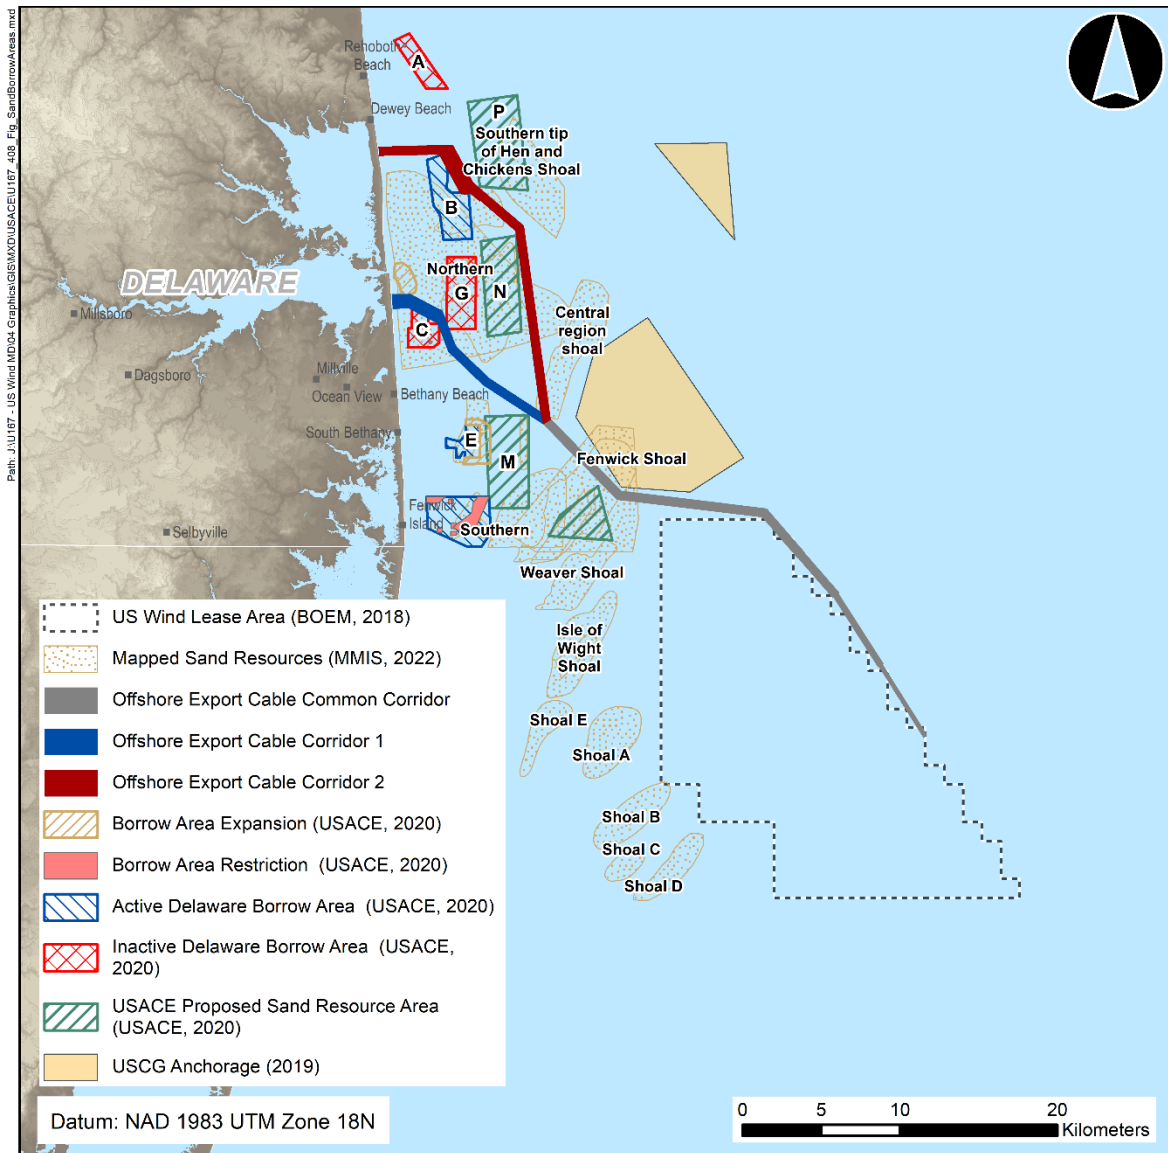 Path: J:\U167 - US Wind MD\04 Graphics\GIS\MXD\USACE\U167_408_Fig_SandBorrowAreas.mxd
Rehoboth
Beach
A
Dewey Beach
P
Southern tip
of Hen and
Chickens Shoal
B
DELAWARE
Northern
G
N
C
Central
region
shoal
Millsboro
Dagsboro
Millville
Ocean View
Bethany Beach
South Bethany
E
M
Fenwick Shoal
Fenwick
Island
Southern
Selbyville
Weaver Shoal
Isle of
Wight
Shoal
Shoal E
Shoal A
Shoal B
Shoal C
Shoal D
US Wind Lease Area (BOEM, 2018)
Mapped Sand Resources (MMIS, 2022)
Offshore Export Cable Common Corridor
Offshore Export Cable Corridor 1
Offshore Export Cable Corridor 2
Borrow Area Expansion (USACE, 2020)
Borrow Area Restriction (USACE, 2020)
Active Delaware Borrow Area (USACE, 2020)
Inactive Delaware Borrow Area (USACE,
2020)
USACE Proposed Sand Resource Area
(USACE, 2020)
USCG Anchorage (2019)
Datum: NAD 1983 UTM Zone 18N
0 5 10 20
Kilometers